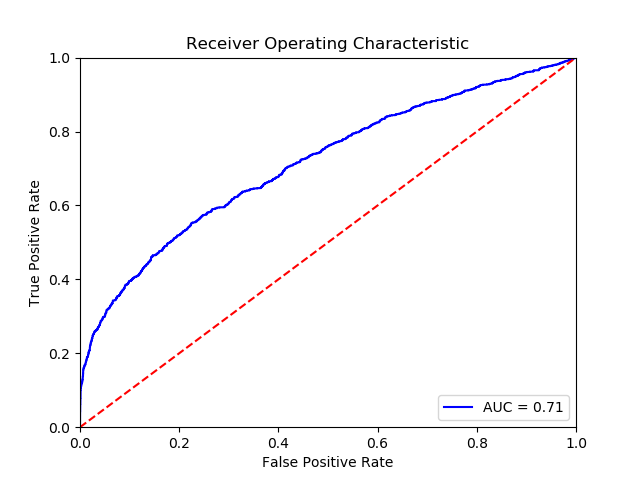 Receiver Operating Characteristic
True Positive Rate
1.0
0.8
0.6
0.4
0.2
0.0
AUC = 0.71
0.0 0.2 0.4 0.6 0.8 1.0
False Positive Rate